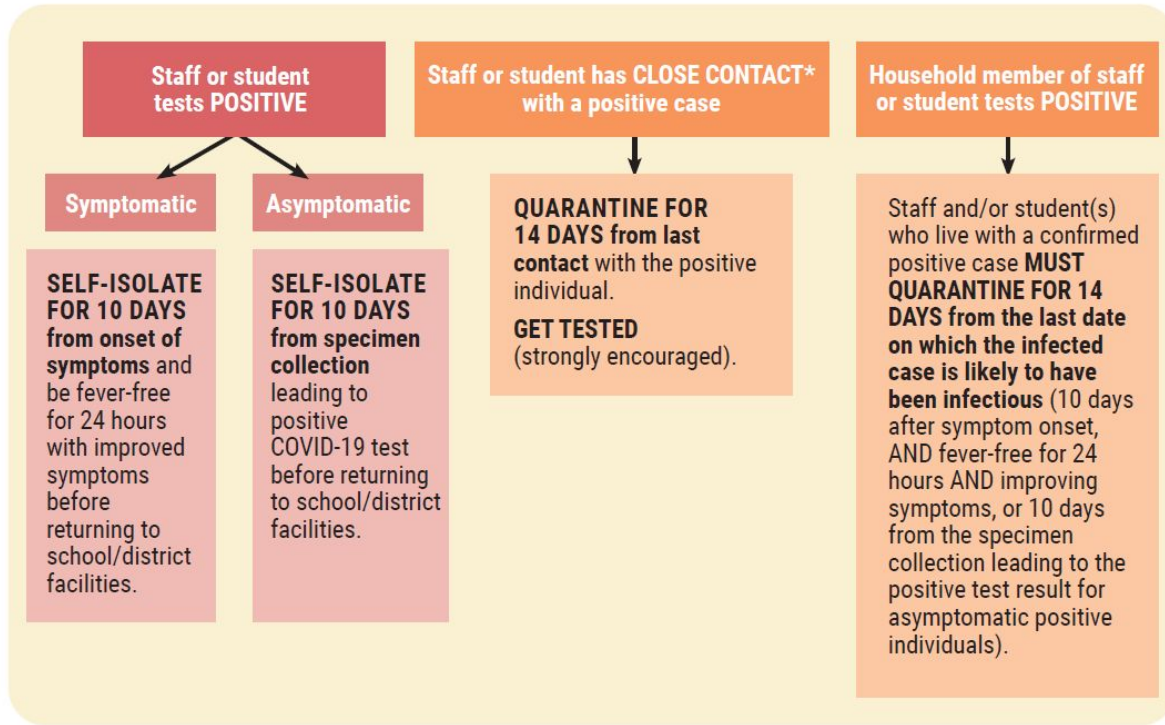 Staff or student
tests POSITIVE
Symptomatic
SELF-ISOLATE
FOR 10 DAYS
from onset of
symptoms and
be fever-free
for 24 hours
with improved
symptoms
before
returning to
school/district
facilities.
Asymptomatic
SELF-ISOLATE
FOR 10 DAYS
from specimen
collection
leading to
positive
COVID-19 test
before returning
to school/district
facilities.
Staff or student has CLOSE CONTACT*
with a positive case
QUARANTINE FOR
14 DAYS from last
contact with the positive
individual.
GET TESTED
(strongly encouraged).
Household member of staff
or student tests POSITIVE
Staff and/or student(s)
who live with a confirmed
positive case MUST
QUARANTINE FOR 14
DAYS from the last date
on which the infected
case is likely to have
been infectious (10 days
after symptom onset,
AND fever-free for 24
hours AND improving
symptoms, or 10 days
from the specimen
collection leading to the
positive test result for
asymptomatic positive
individuals).